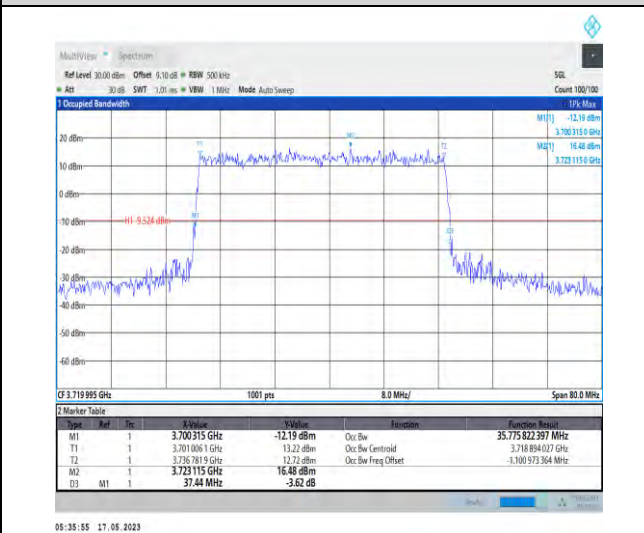 MultiView Spectrum
Ref Level 30.00 dBm Offset 9.10 dB RBW 500 kHz SGL
Att 30 dB SWT 1.01 ms VBW 1 MHz Mode Auto Sweep Count 100/100
1 Occupied Bandwidth 1Pk Max
M1[1] -12.19 dBm
3.700 315 0 GHz
M2[1] 16.48 dBm
3.723 115 0 GHz
20 dBm
T1
M2
T2
10 dBm
0 dBm
M1
-10 dBm
H1 -9.524 dBm
D3
-20 dBm
-30 dBm
-40 dBm
-50 dBm
-60 dBm
CF 3.719 995 GHz 1001 pts 8.0 MHz/ Span 80.0 MHz
2 Marker Table
Type Ref Trc X-Value Y-Value Function Function Result
M1 1 3.700315 GHz -12.19 dBm Occ Bw 35.775 822 397 MHz
T1 1 3.701 006 1 GHz 13.22 dBm Occ Bw Centroid 3.718 894 027 GHz
T2 1 3.736 781 9 GHz 12.72 dBm Occ Bw Freq Offset -1.100 973 364 MHz
M2 1 3.723115 GHz 16.48 dBm
D3 M1 1 37.44 MHz -3.62 dB
05:35:55 17.05.2023